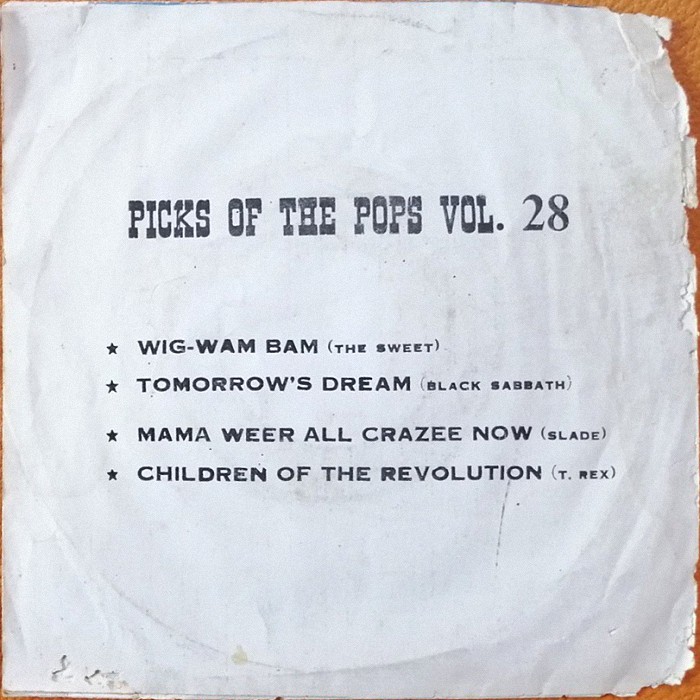 PICKS OF THE POPS VOL. 28
★ WIG-WAM BAM (THE SWEET)
★ TOMORROW'S DREAM (BLACK SABBATH)
★ MAMA WEER ALL CRAZEE NOW (SLADE)
★ CHILDREN OF THE REVOLUTION (T. REX)